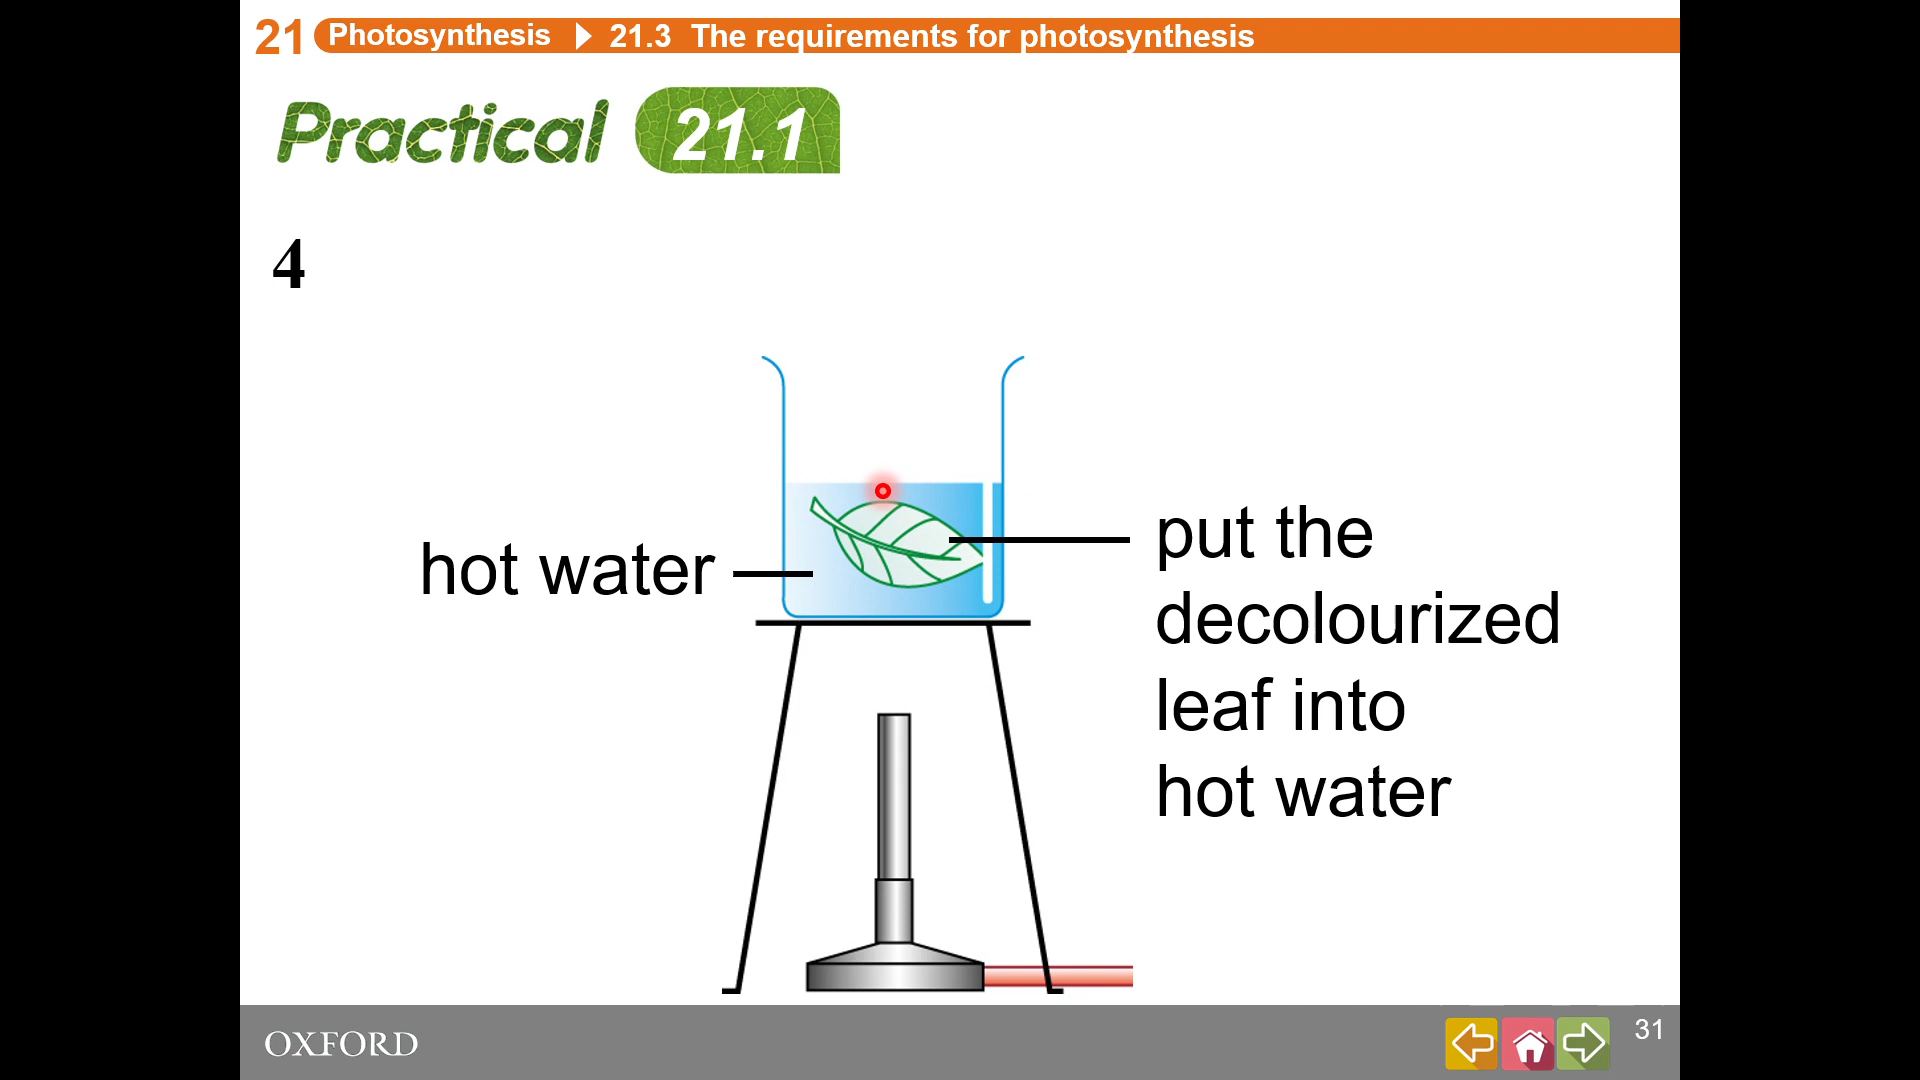 21 Photosynthesis 21.3 The requirements for photosynthesis
Practical 21.1
4
hot water
put the
decolourized
leaf into
hot water
OXFORD
31